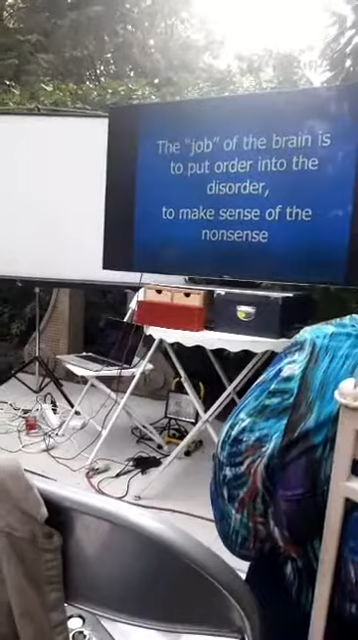 The "job" of the brain is
to put order into the
disorder,
to make sense of the
nonsense